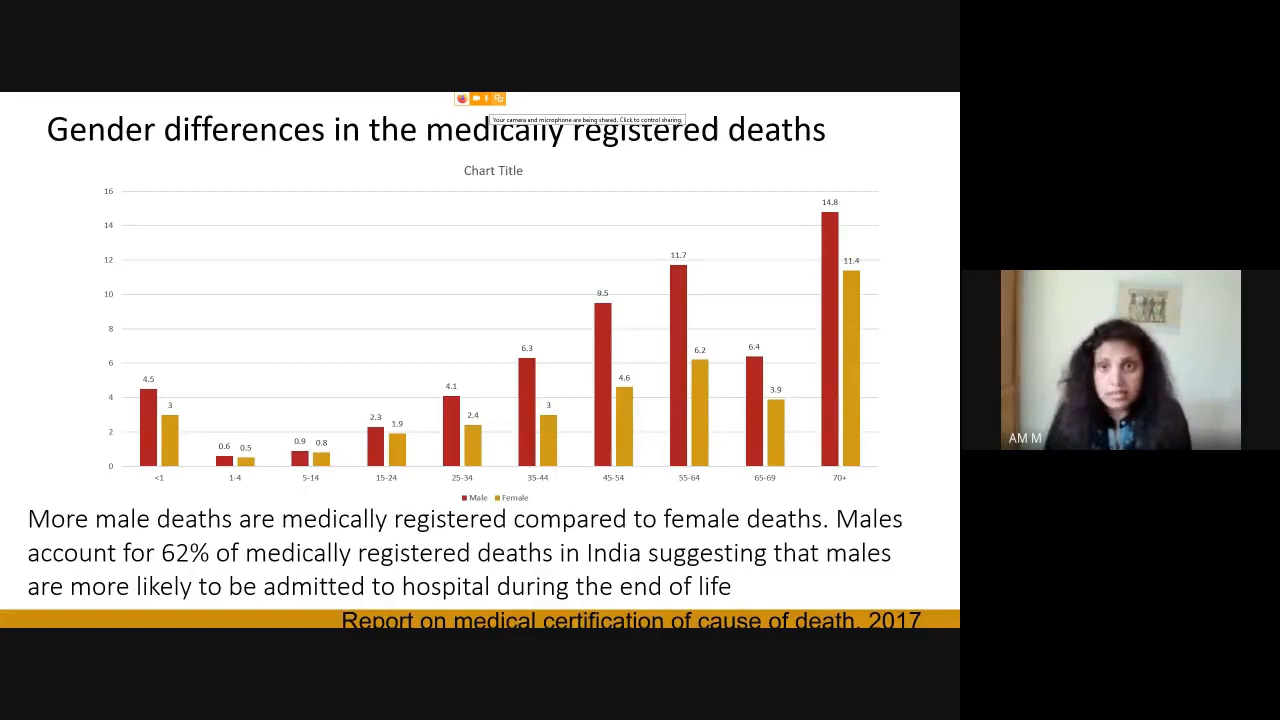 Your camera and microphone are being shared. Click to control sharing.
Gender differences in the medically registered deaths
Chart Title
16
14
12
10
8
6
4
2
0
4.5 3
0.6 0.5
0.9 0.8
2.3 1.9
4.1 2.4
6.3 3
9.5 4.6
11.7 6.2
6.4 3.9
14.8 11.4
<1 1-4 5-14 15-24 25-34 35-44 45-54 55-64 65-69 70+
Male Female
More male deaths are medically registered compared to female deaths. Males
account for 62% of medically registered deaths in India suggesting that males
are more likely to be admitted to hospital during the end of life
Report on medical certification of cause of death, 2017
AM M